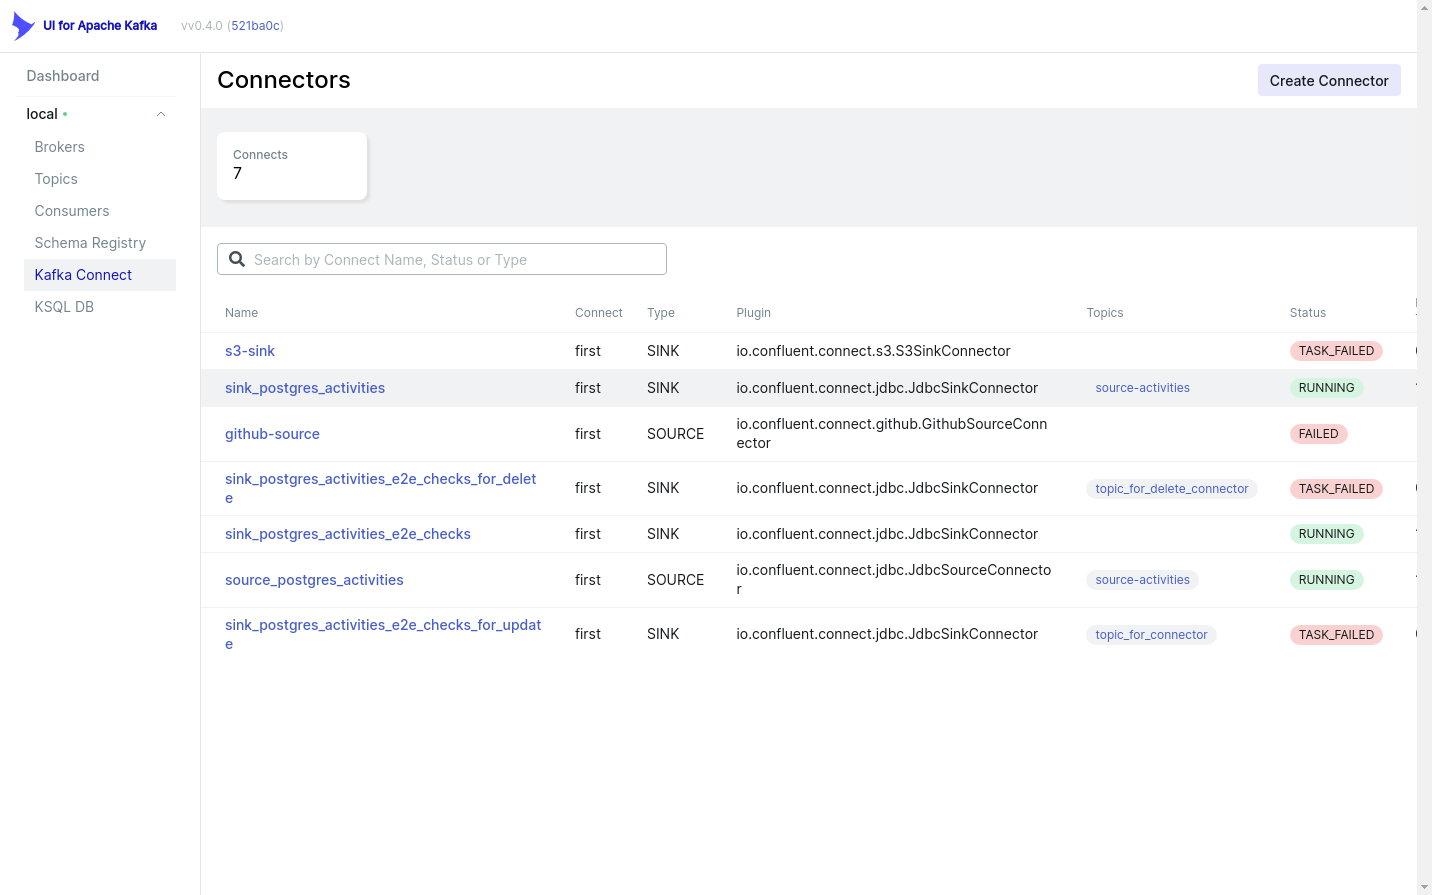 UI for Apache Kafka vv0.4.0 (521ba0c)
Dashboard
local
Brokers
Topics
Consumers
Schema Registry
Kafka Connect
KSQL DB
Connectors
Create Connector
Connects
7
Search by Connect Name, Status or Type
Name Connect Type Plugin Topics Status
s3-sink first SINK io.confluent.connect.s3.S3SinkConnector TASK_FAILED
sink_postgres_activities first SINK io.confluent.connect.jdbc.JdbcSinkConnector source-activities RUNNING
github-source first SOURCE io.confluent.connect.github.GithubSourceConn
ector FAILED
sink_postgres_activities_e2e_checks_for_delet
e first SINK io.confluent.connect.jdbc.JdbcSinkConnector topic_for_delete_connector TASK_FAILED
sink_postgres_activities_e2e_checks first SINK io.confluent.connect.jdbc.JdbcSinkConnector RUNNING
source_postgres_activities first SOURCE io.confluent.connect.jdbc.JdbcSourceConnecto
r source-activities RUNNING
sink_postgres_activities_e2e_checks_for_updat
e first SINK io.confluent.connect.jdbc.JdbcSinkConnector topic_for_connector TASK_FAILED